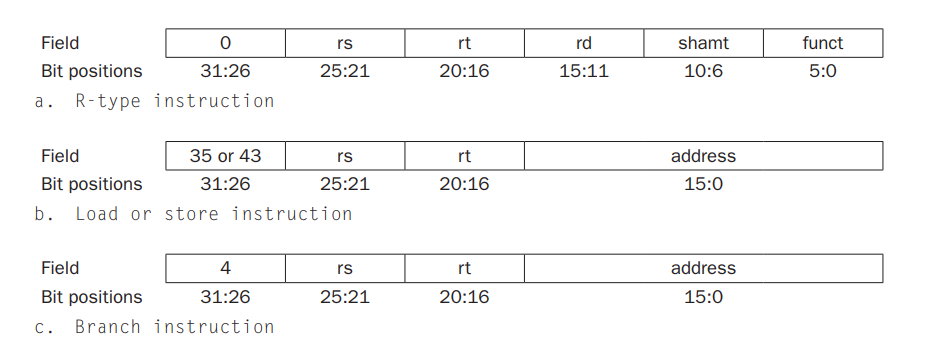 Field 0 rs rt rd shamt funct
Bit positions 31:26 25:21 20:16 15:11 10:6 5:0
a. R-type instruction
Field 35 or 43 rs rt address
Bit positions 31:26 25:21 20:16 15:0
b. Load or store instruction
Field 4 rs rt address
Bit positions 31:26 25:21 20:16 15:0
c. Branch instruction